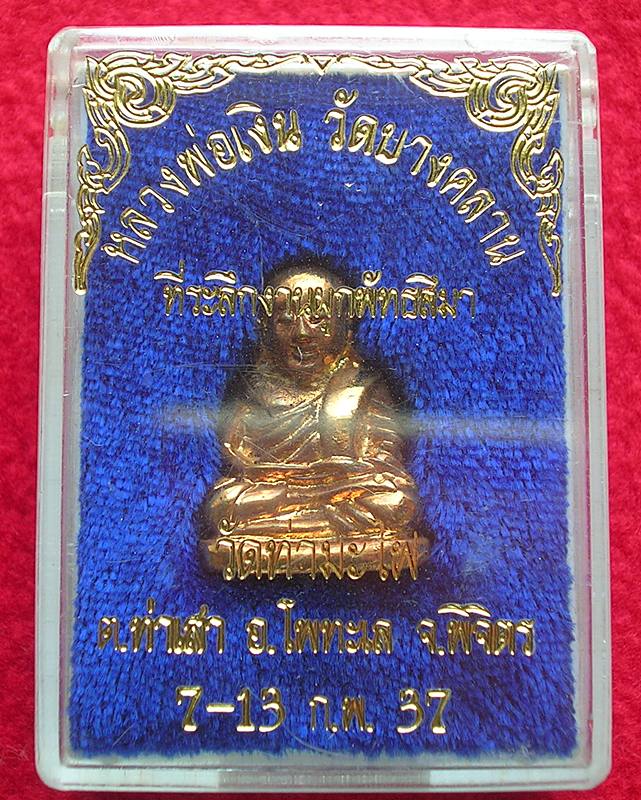 หลวงพ่อเงิน วัดบางคลาน
ที่ระลึกงานผูกพัทธสีมา
วัดท่ามะไฟ
ต.ท่าเสา อ.โพทะเล จ.พิจิตร
7-13 ก.พ. 37